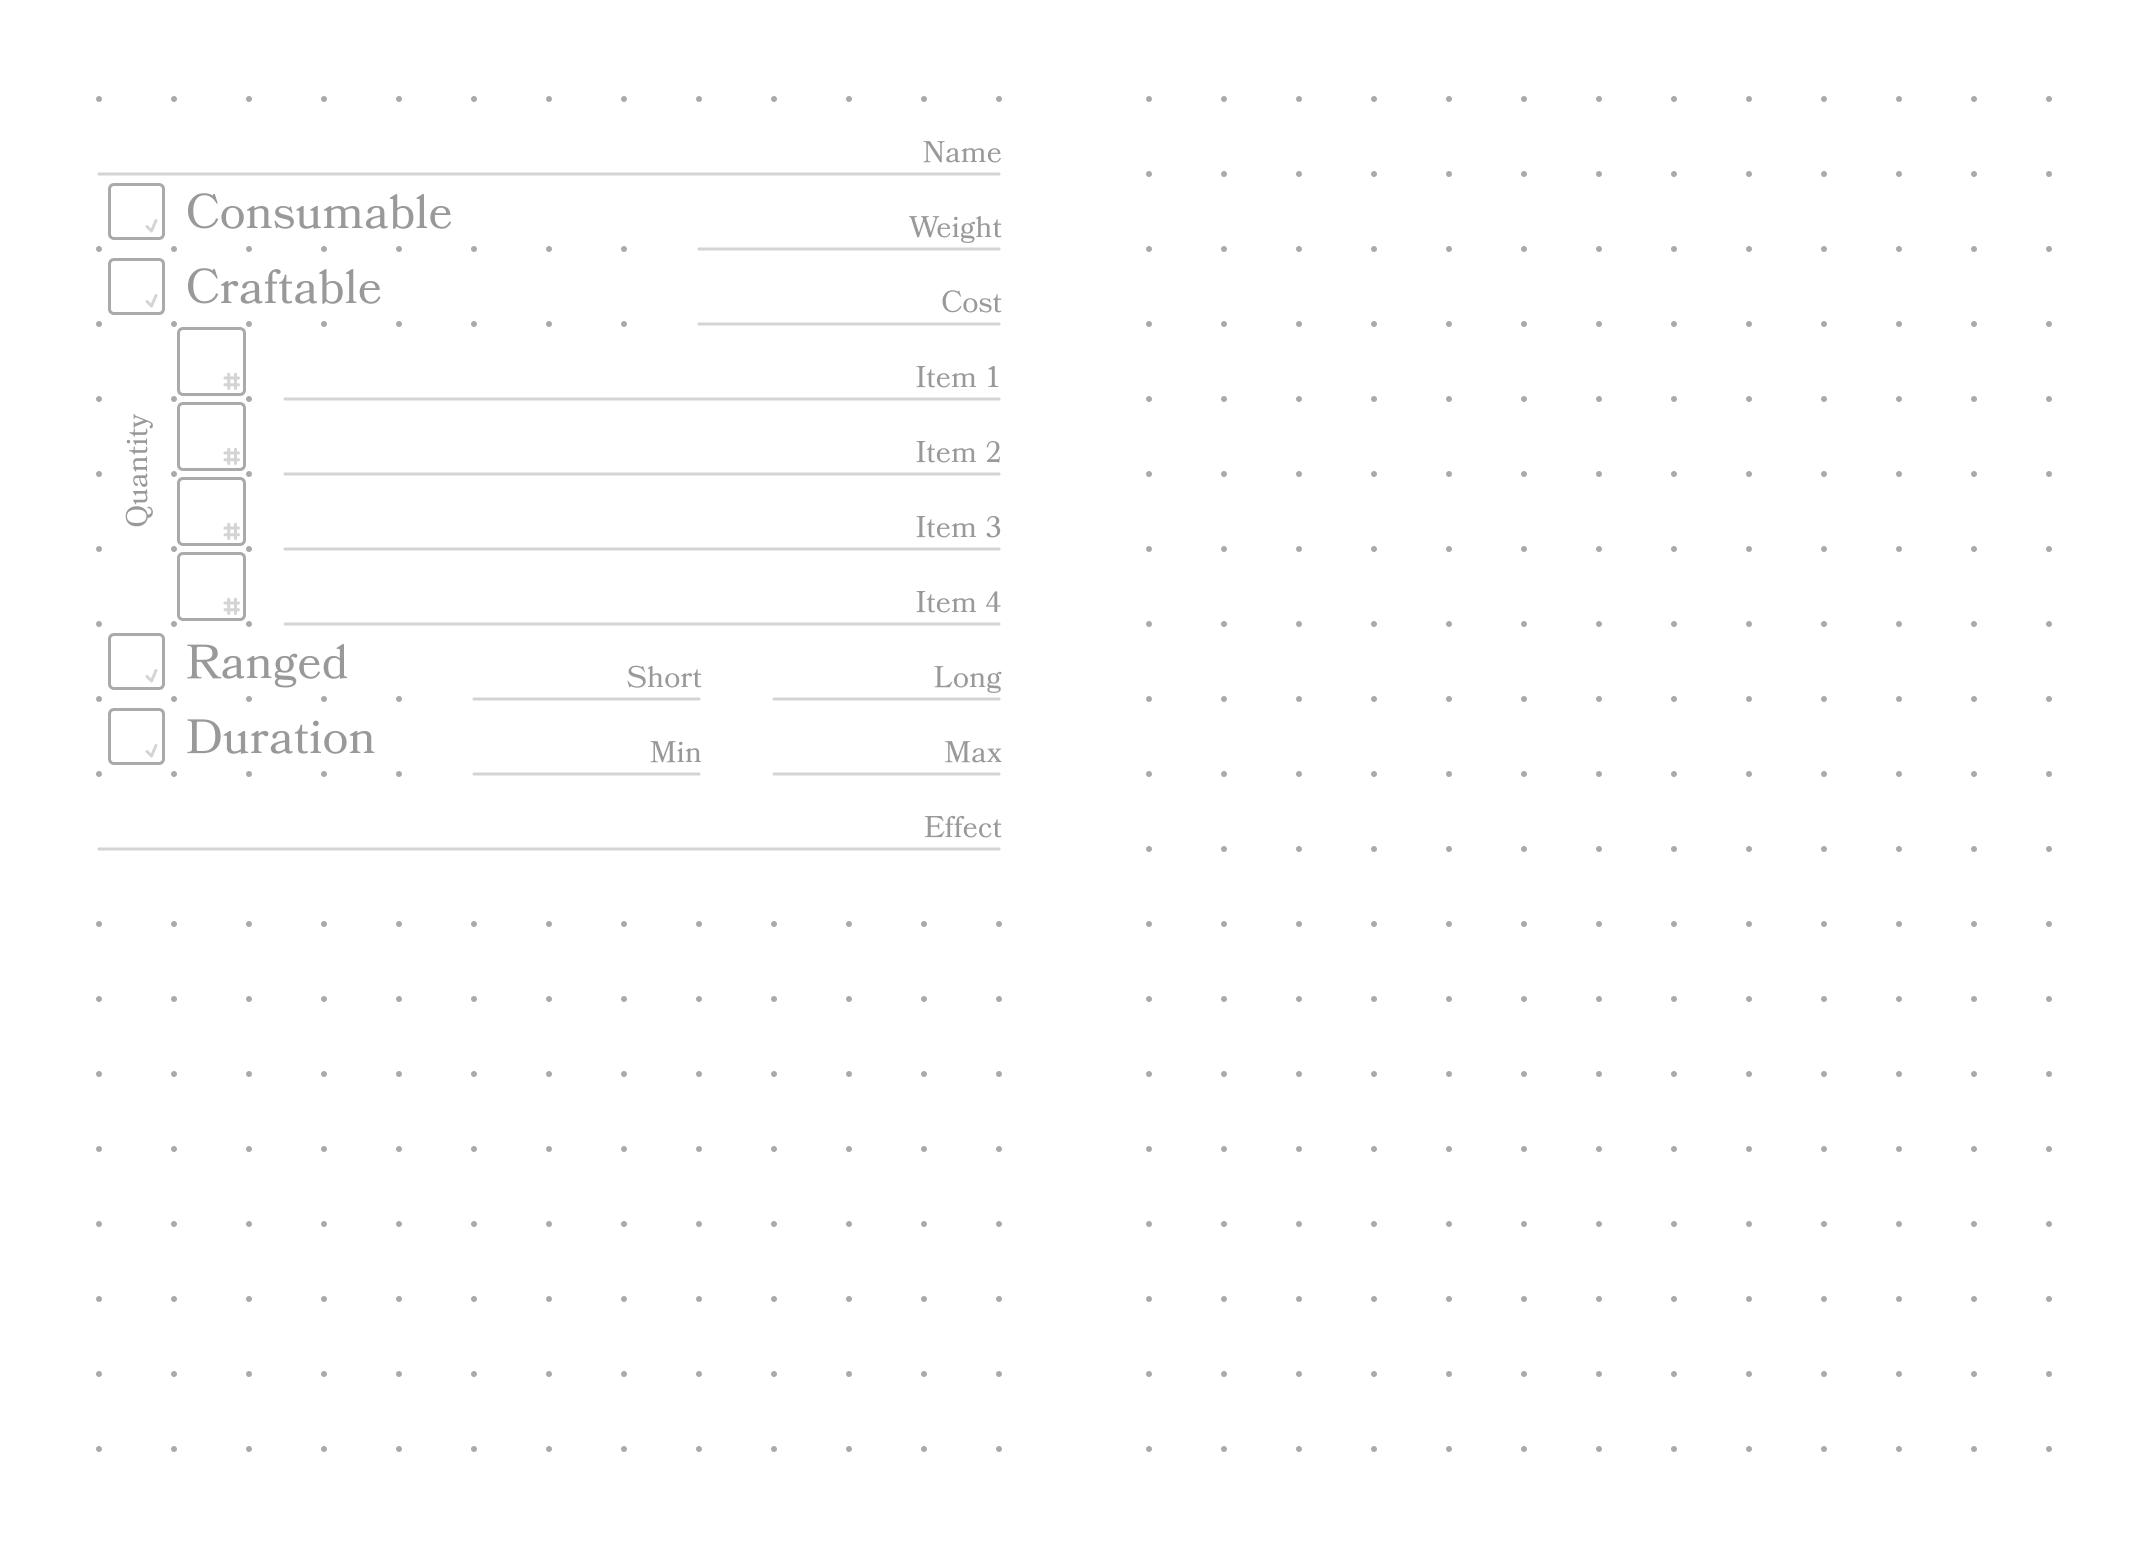 Name
Consumable Weight
Craftable Cost
# Item 1
Quantity
# Item 2
# Item 3
# Item 4
Ranged Short Long
Duration Min Max
Effect